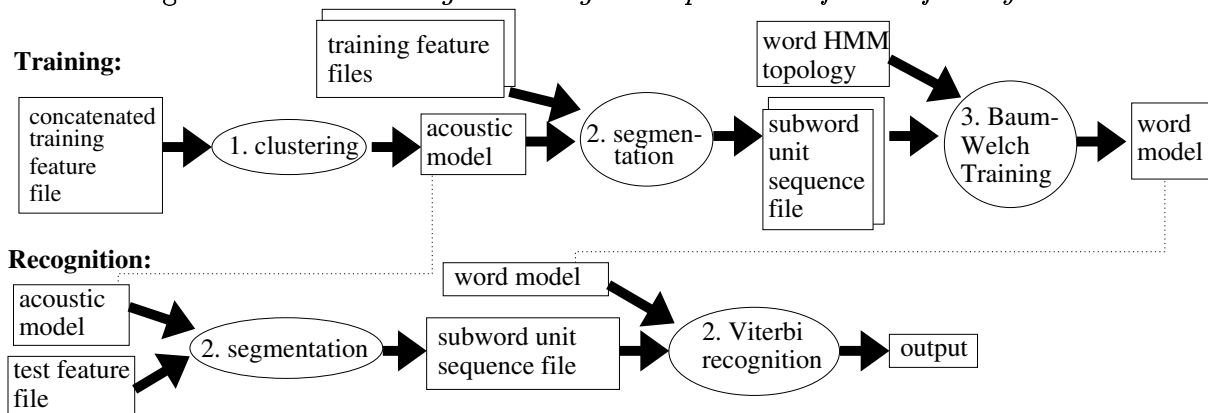 Training:
concatenated
training
feature
file
1. clustering
training feature
files
acoustic
model
2. segmen-
tation
word HMM
topology
subword
unit
sequence
file
3. Baum-
Welch
Training
word
model
Recognition:
acoustic
model
test feature
file
2. segmentation
word model
subword unit
sequence file
2. Viterbi
recognition
output